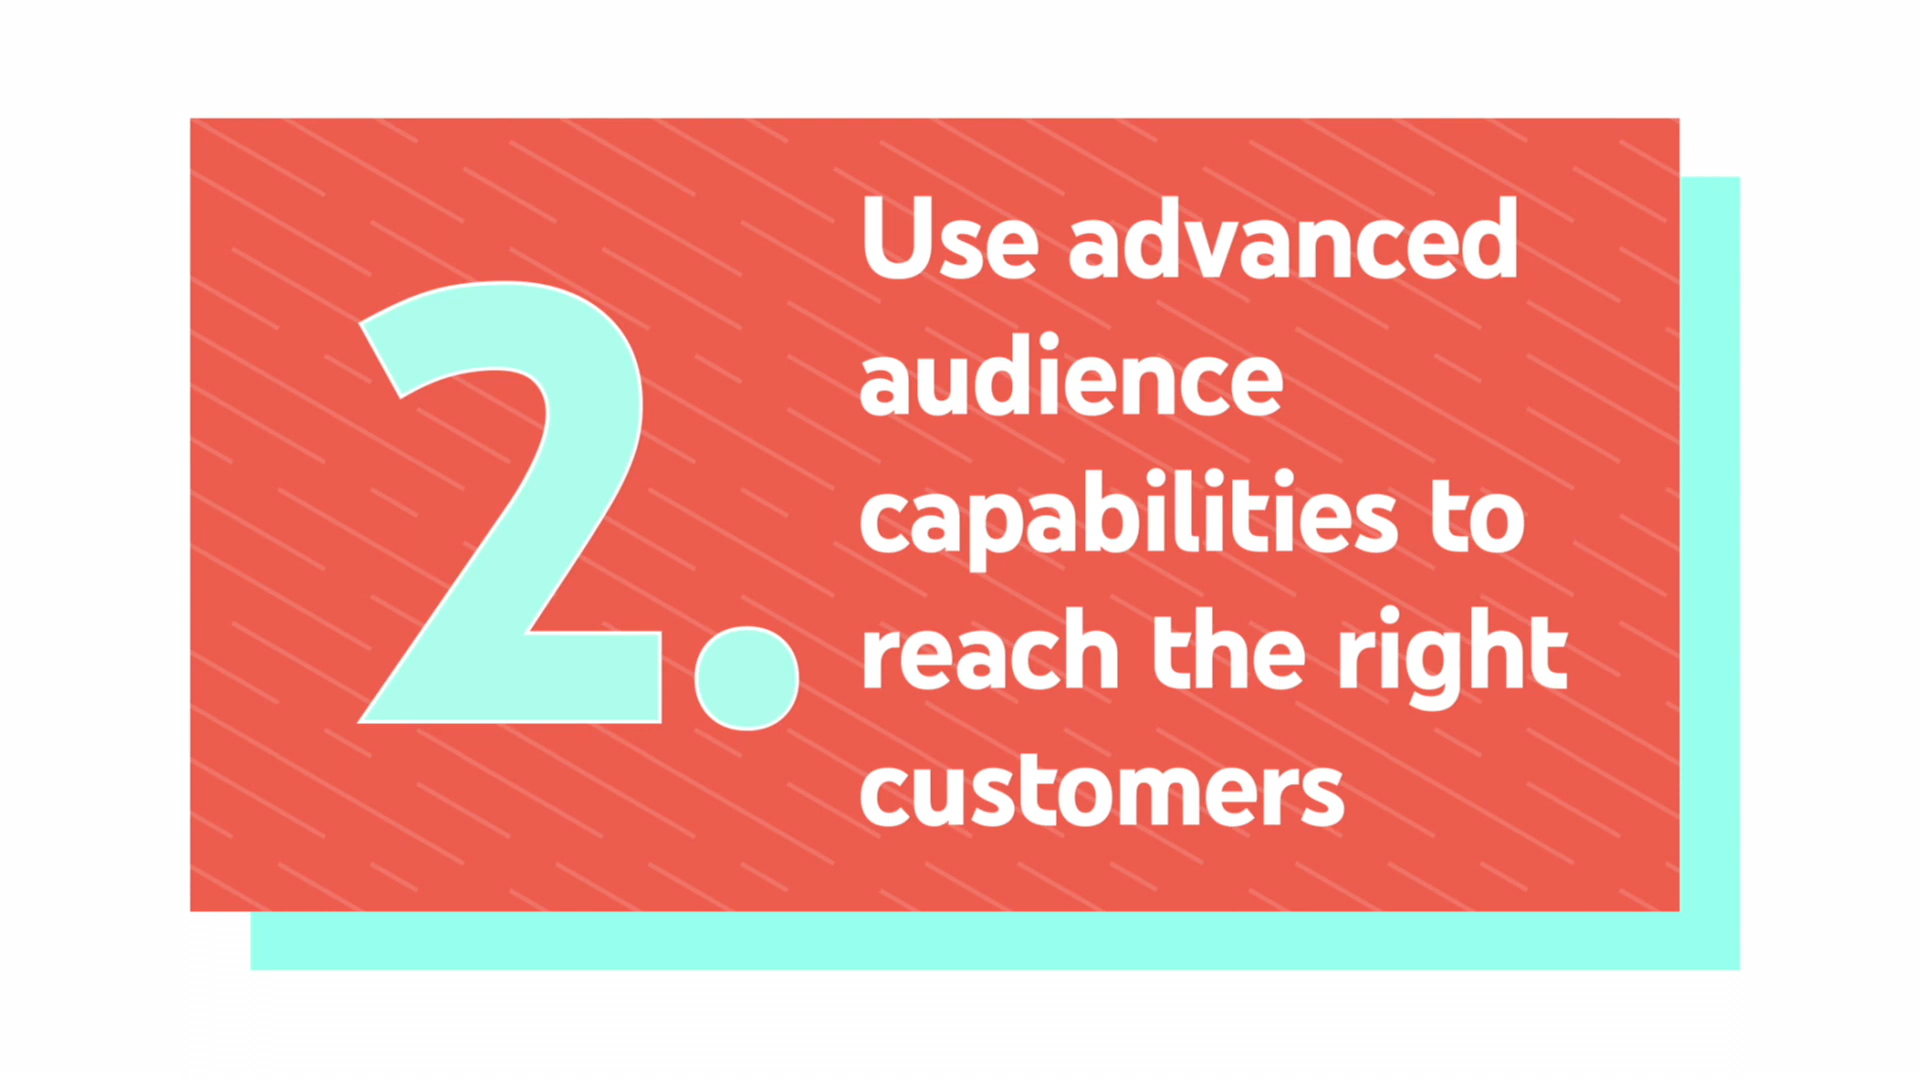 2.
Use advanced
audience
capabilities to
reach the right
customers